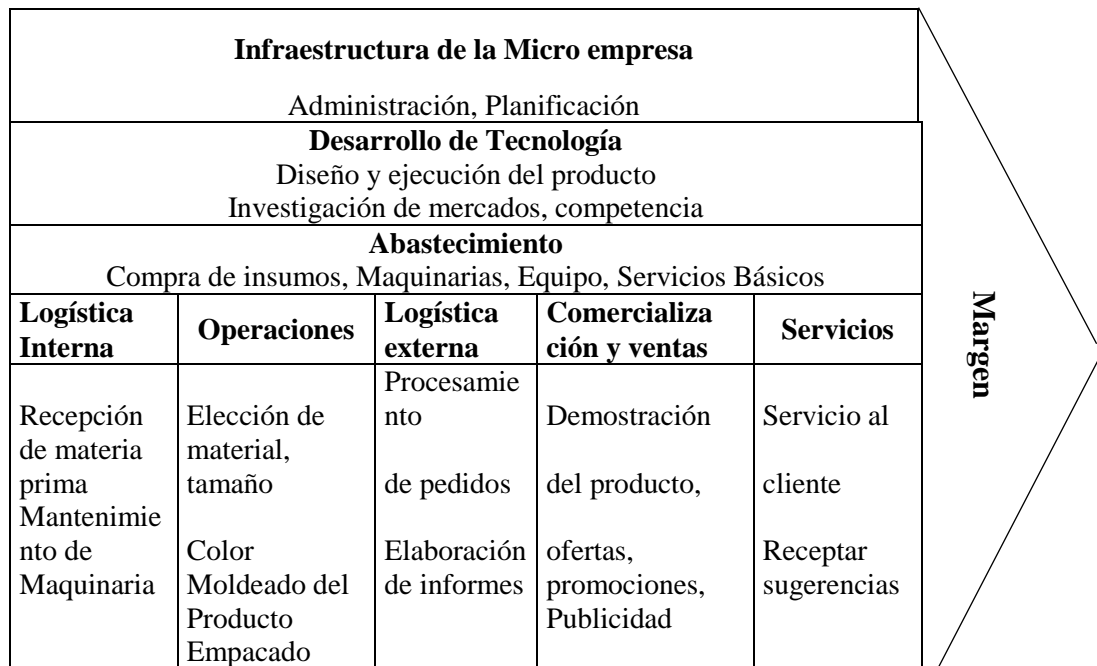 Infraestructura de la Micro empresa
Administración, Planificación
Desarrollo de Tecnología
Diseño y ejecución del producto
Investigación de mercados, competencia
Abastecimiento
Compra de insumos, Maquinarias, Equipo, Servicios Básicos
Logística
Interna
Operaciones
Logística
externa
Comercializa
ción y ventas
Servicios
Recepción
de materia
prima
Mantenimie
nto de
Maquinaria
Elección de
material,
tamaño
Color
Moldeado del
Producto
Empacado
Procesamie
nto
de pedidos
Elaboración
de informes
Demostración
del producto,
ofertas,
promociones,
Publicidad
Servicio al
cliente
Receptar
sugerencias
Margen